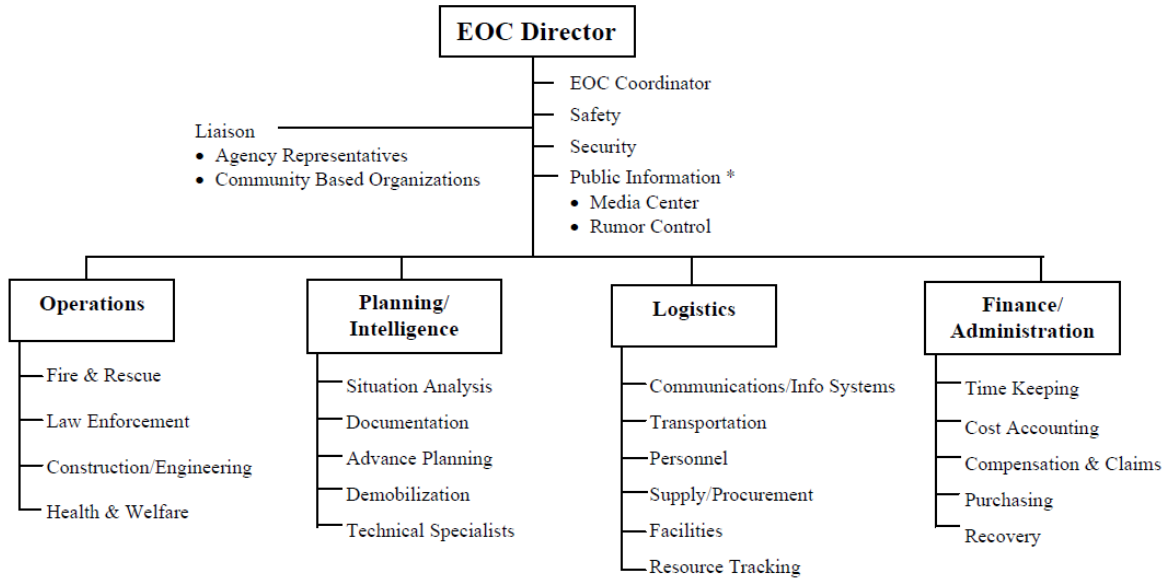 EOC Director
EOC Coordinator
Safety
Security
Public Information *
• Media Center
• Rumor Control
Liaison
• Agency Representatives
• Community Based Organizations
Operations
Fire & Rescue
Law Enforcement
Construction/Engineering
Health & Welfare
Planning/
Intelligence
Situation Analysis
Documentation
Advance Planning
Demobilization
Technical Specialists
Logistics
Communications/Info Systems
Transportation
Personnel
Supply/Procurement
Facilities
Resource Tracking
Finance/
Administration
Time Keeping
Cost Accounting
Compensation & Claims
Purchasing
Recovery